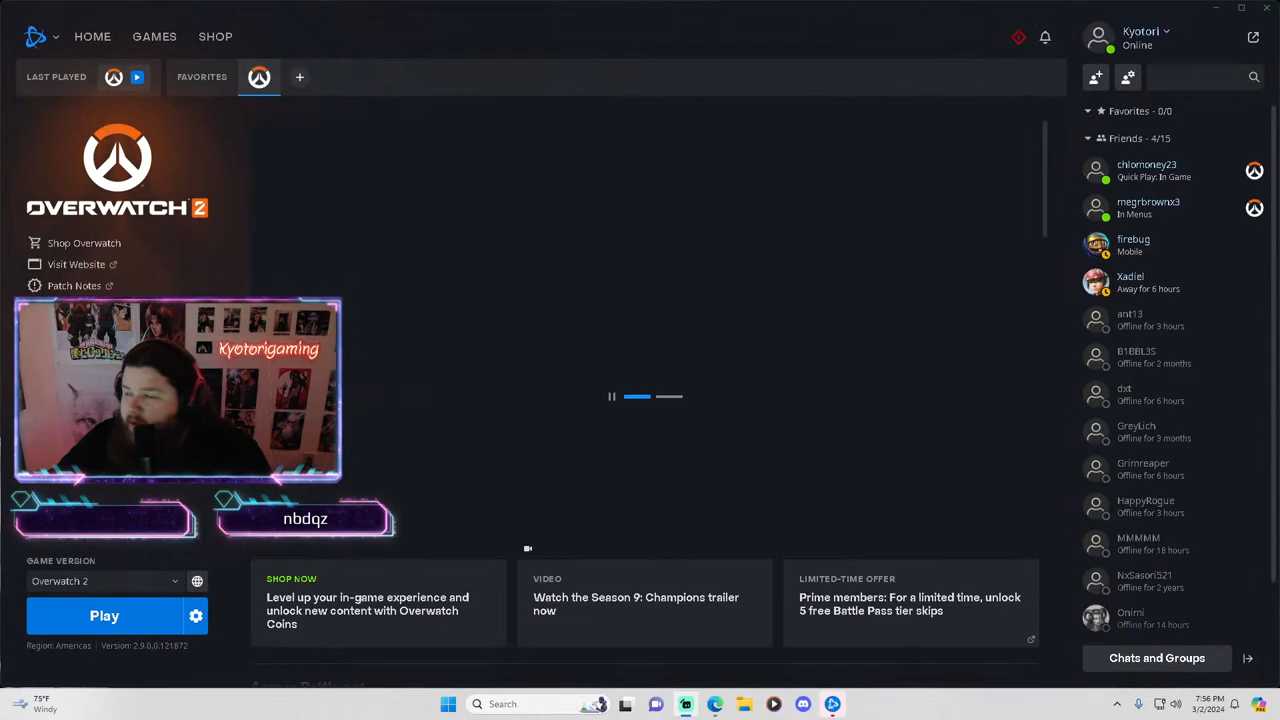 HOME GAMES SHOP
Kyotori
Online
LAST PLAYED FAVORITES
OVERWATCH 2
Shop Overwatch
Visit Website
Patch Notes
Kyotorigaming
nbdqz
GAME VERSION
Overwatch 2
Play
Region: Americas | Version: 2.9.0.0.121872
SHOP NOW
Level up your in-game experience and
unlock new content with Overwatch
Coins
VIDEO
Watch the Season 9: Champions trailer
now
LIMITED-TIME OFFER
Prime members: For a limited time, unlock
5 free Battle Pass tier skips
Favorites - 0/0
Friends - 4/15
chlomoney23
Quick Play: In Game
megrbrownx3
In Menus
firebug
Mobile
Xadiel
Away for 6 hours
ant13
Offline for 3 hours
B1BBL3S
Offline for 2 months
dxt
Offline for 6 hours
GreyLich
Offline for 3 months
Grimreaper
Offline for 6 hours
HappyRogue
Offline for 3 hours
MMMMM
Offline for 18 hours
NxSasori521
Offline for 2 years
Onirni
Offline for 14 hours
Chats and Groups
75°F
Windy
Search
7:56 PM
3/2/2024